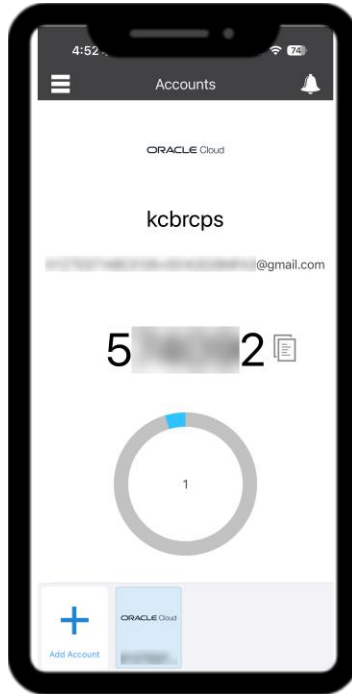 4:52
74
Accounts
ORACLE Cloud
kcbrcps
@gmail.com
5
2
1
Add Account
ORACLE Cloud